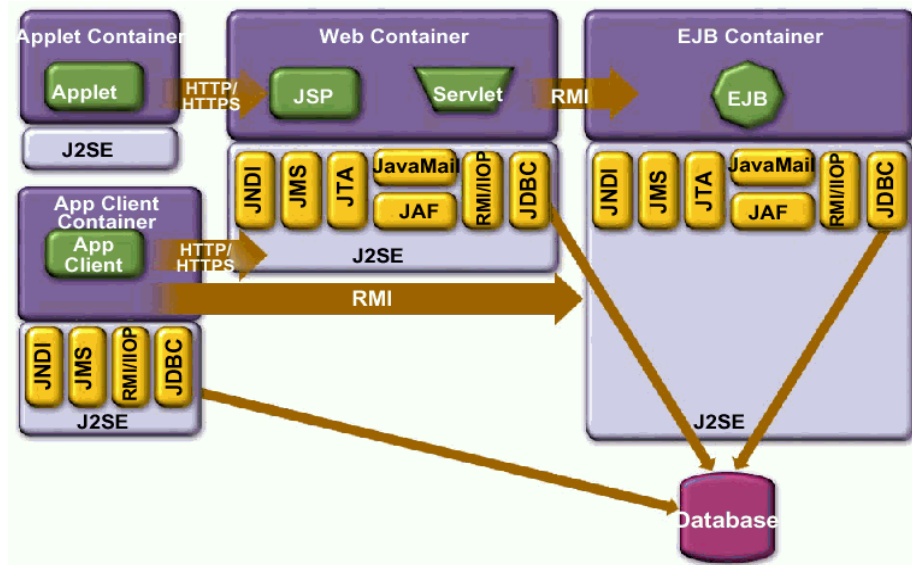 Applet Container
Applet
J2SE
HTTP/
HTTPS
Web Container
JSP
Servlet
JNDI
JMS
JTA
JavaMail
JAF
RMI/IIOP
JDBC
J2SE
RMI
EJB Container
EJB
JNDI
JMS
JTA
JavaMail
JAF
RMI/IIOP
JDBC
J2SE
App Client
Container
App
Client
HTTP/
HTTPS
RMI
JNDI
JMS
RMI/IIOP
JDBC
J2SE
Database